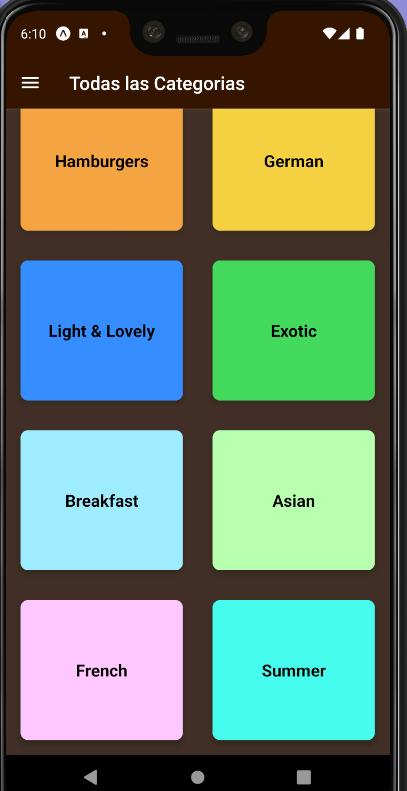 6:10
Todas las Categorias
Hamburgers
German
Light & Lovely
Exotic
Breakfast
Asian
French
Summer